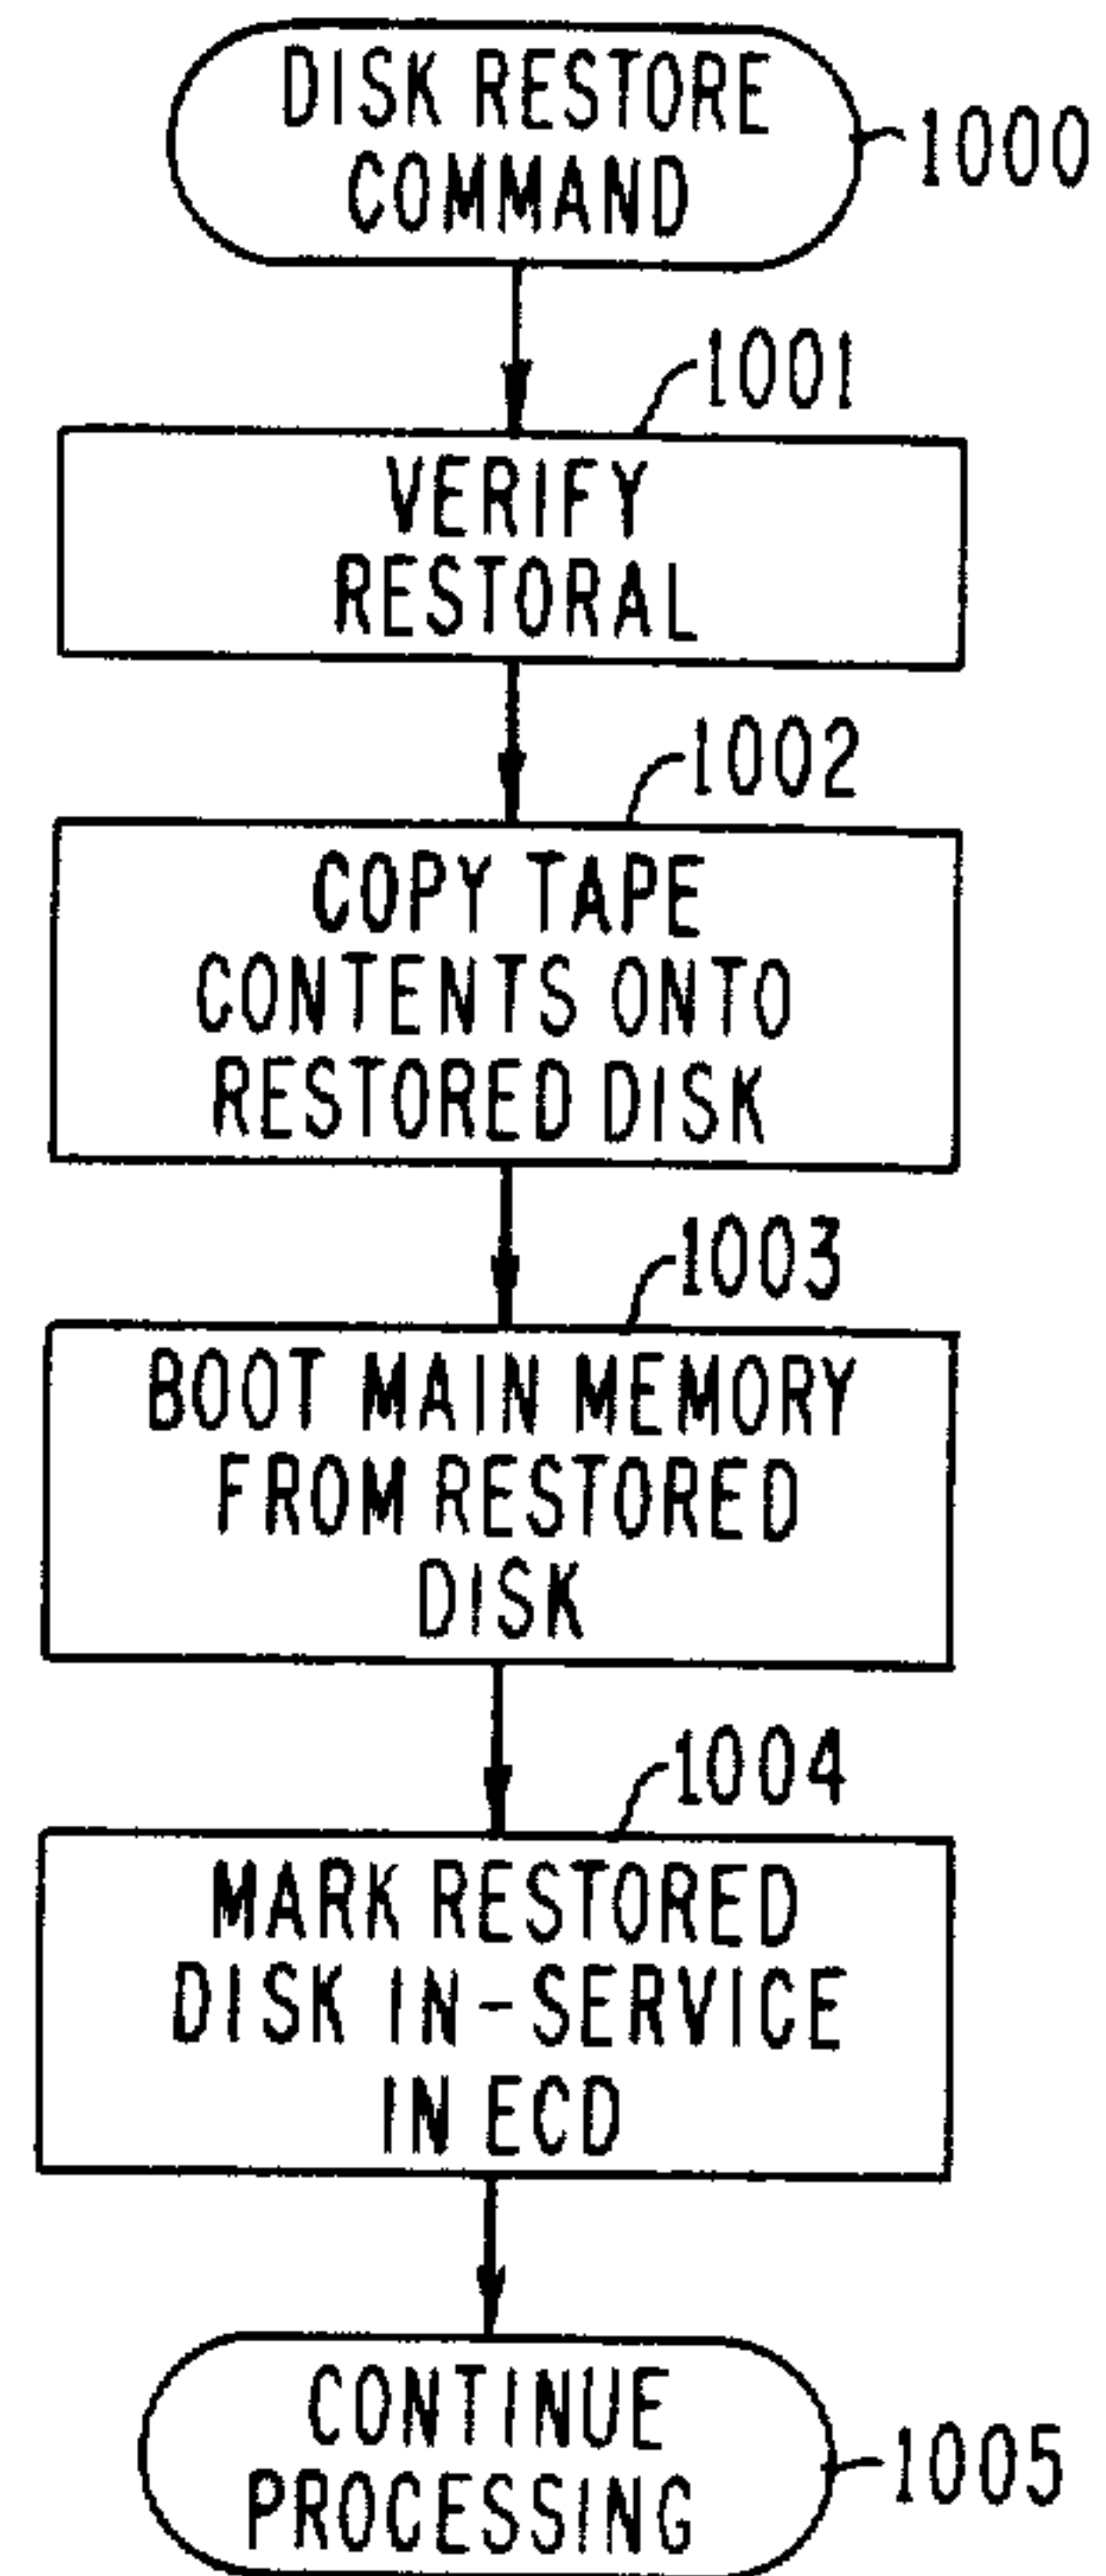 DISK RESTORE
COMMAND
1000
1001
VERIFY
RESTORAL
1002
COPY TAPE
CONTENTS ONTO
RESTORED DISK
1003
BOOT MAIN MEMORY
FROM RESTORED
DISK
1004
MARK RESTORED
DISK IN-SERVICE
IN ECD
CONTINUE
PROCESSING
1005